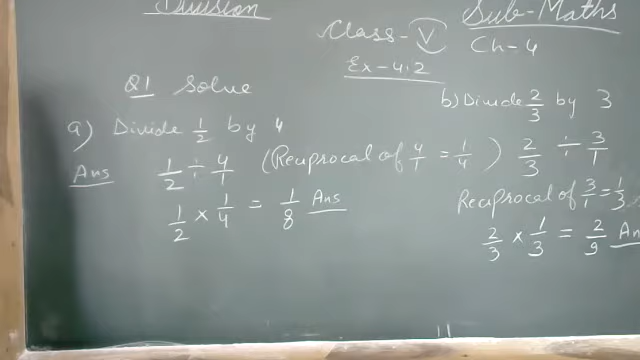 Division
Sub-Maths
Class-V
Ch-4
Ex-4.2
Q1 Solve
a) Divide 1/2 by 4
Ans 1/2 ÷ 4/1 (Reciprocal of 4/1 = 1/4)
1/2 × 1/4 = 1/8 Ans
b) Divide 2/3 by 3
2/3 ÷ 3/1
Reciprocal of 3/1 = 1/3
2/3 × 1/3 = 2/9 An